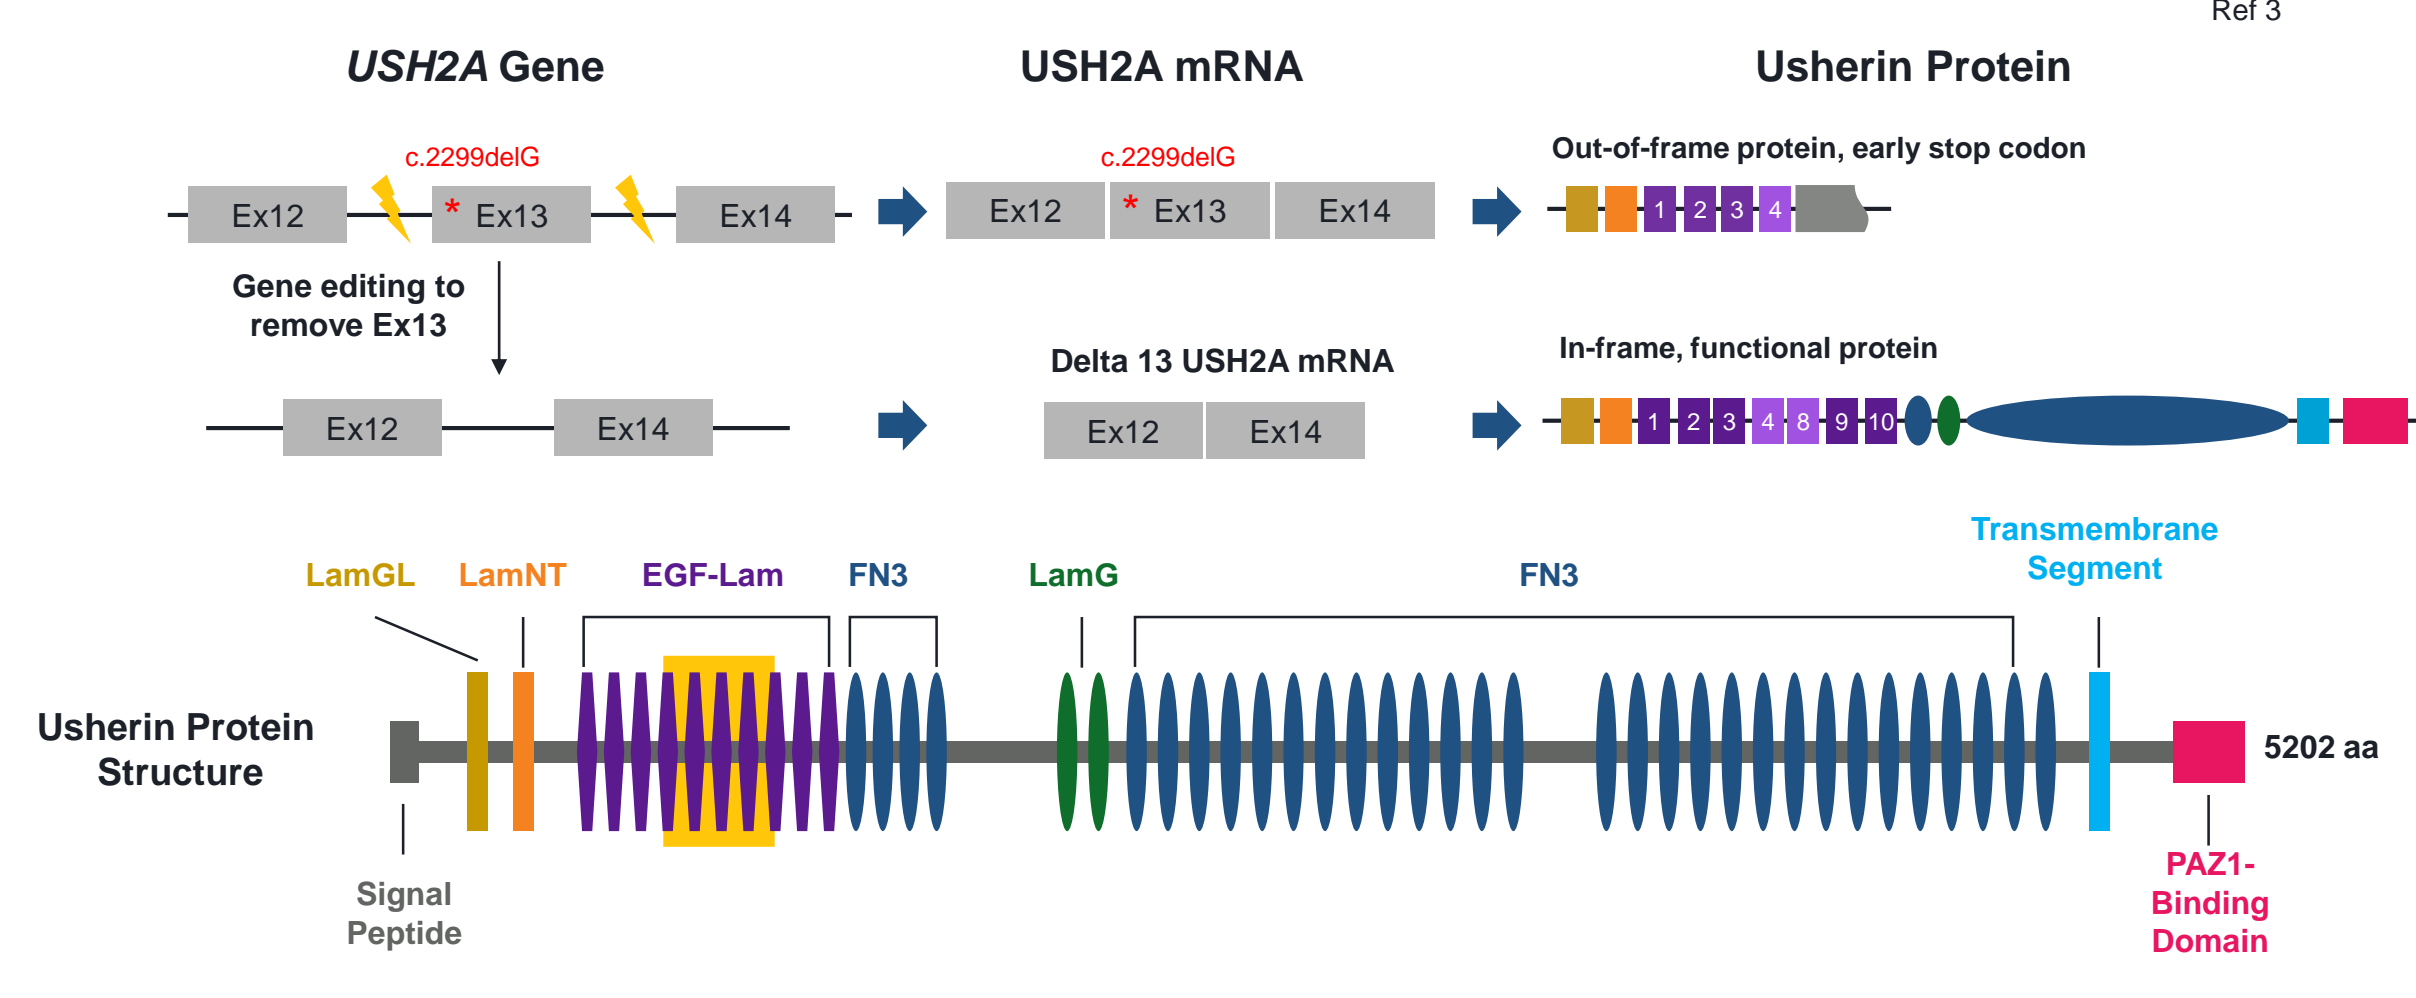 Ref 3
USH2A Gene
USH2A mRNA
Usherin Protein
c.2299delG
c.2299delG
Out-of-frame protein, early stop codon
Ex12
* Ex13
Ex14
Ex12
* Ex13
Ex14
1 2 3 4
Gene editing to
remove Ex13
Delta 13 USH2A mRNA
In-frame, functional protein
Ex12
Ex14
Ex12
Ex14
1 2 3 4 8 9 10
Transmembrane
Segment
LamGL
LamNT
EGF-Lam
FN3
LamG
FN3
Usherin Protein
Structure
5202 aa
Signal
Peptide
PAZ1-
Binding
Domain